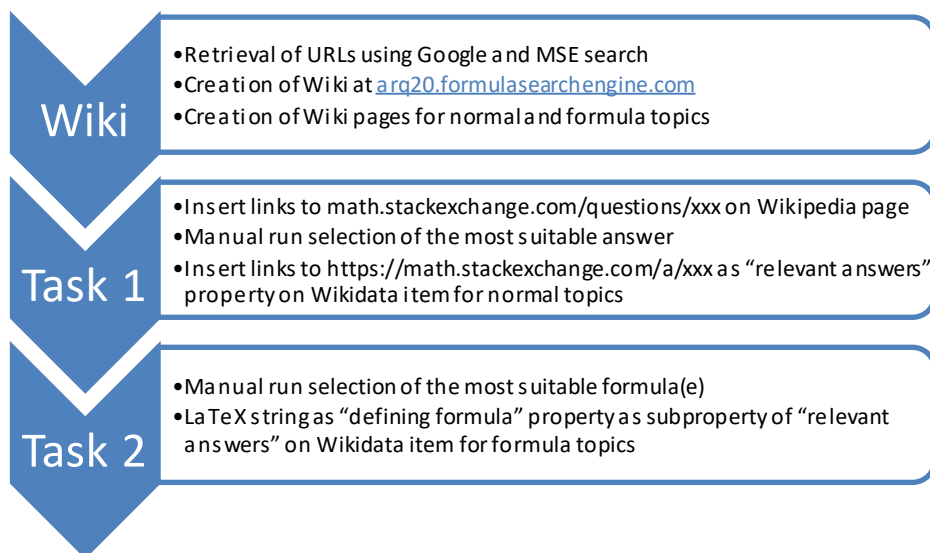 Wiki
•Retrieval of URLs using Google and MSE search
•Creation of Wiki at arq20.formulasearchengine.com
•Creation of Wiki pages for normal and formula topics
Task 1
•Insert links to math.stackexchange.com/questions/xxx on Wikipedia page
•Manual run selection of the most suitable answer
•Insert links to https://math.stackexchange.com/a/xxx as “relevant answers”
property on Wikidata item for normal topics
Task 2
•Manual run selection of the most suitable formula(e)
•LaTeX string as “defining formula” property as subproperty of “relevant
answers” on Wikidata item for formula topics